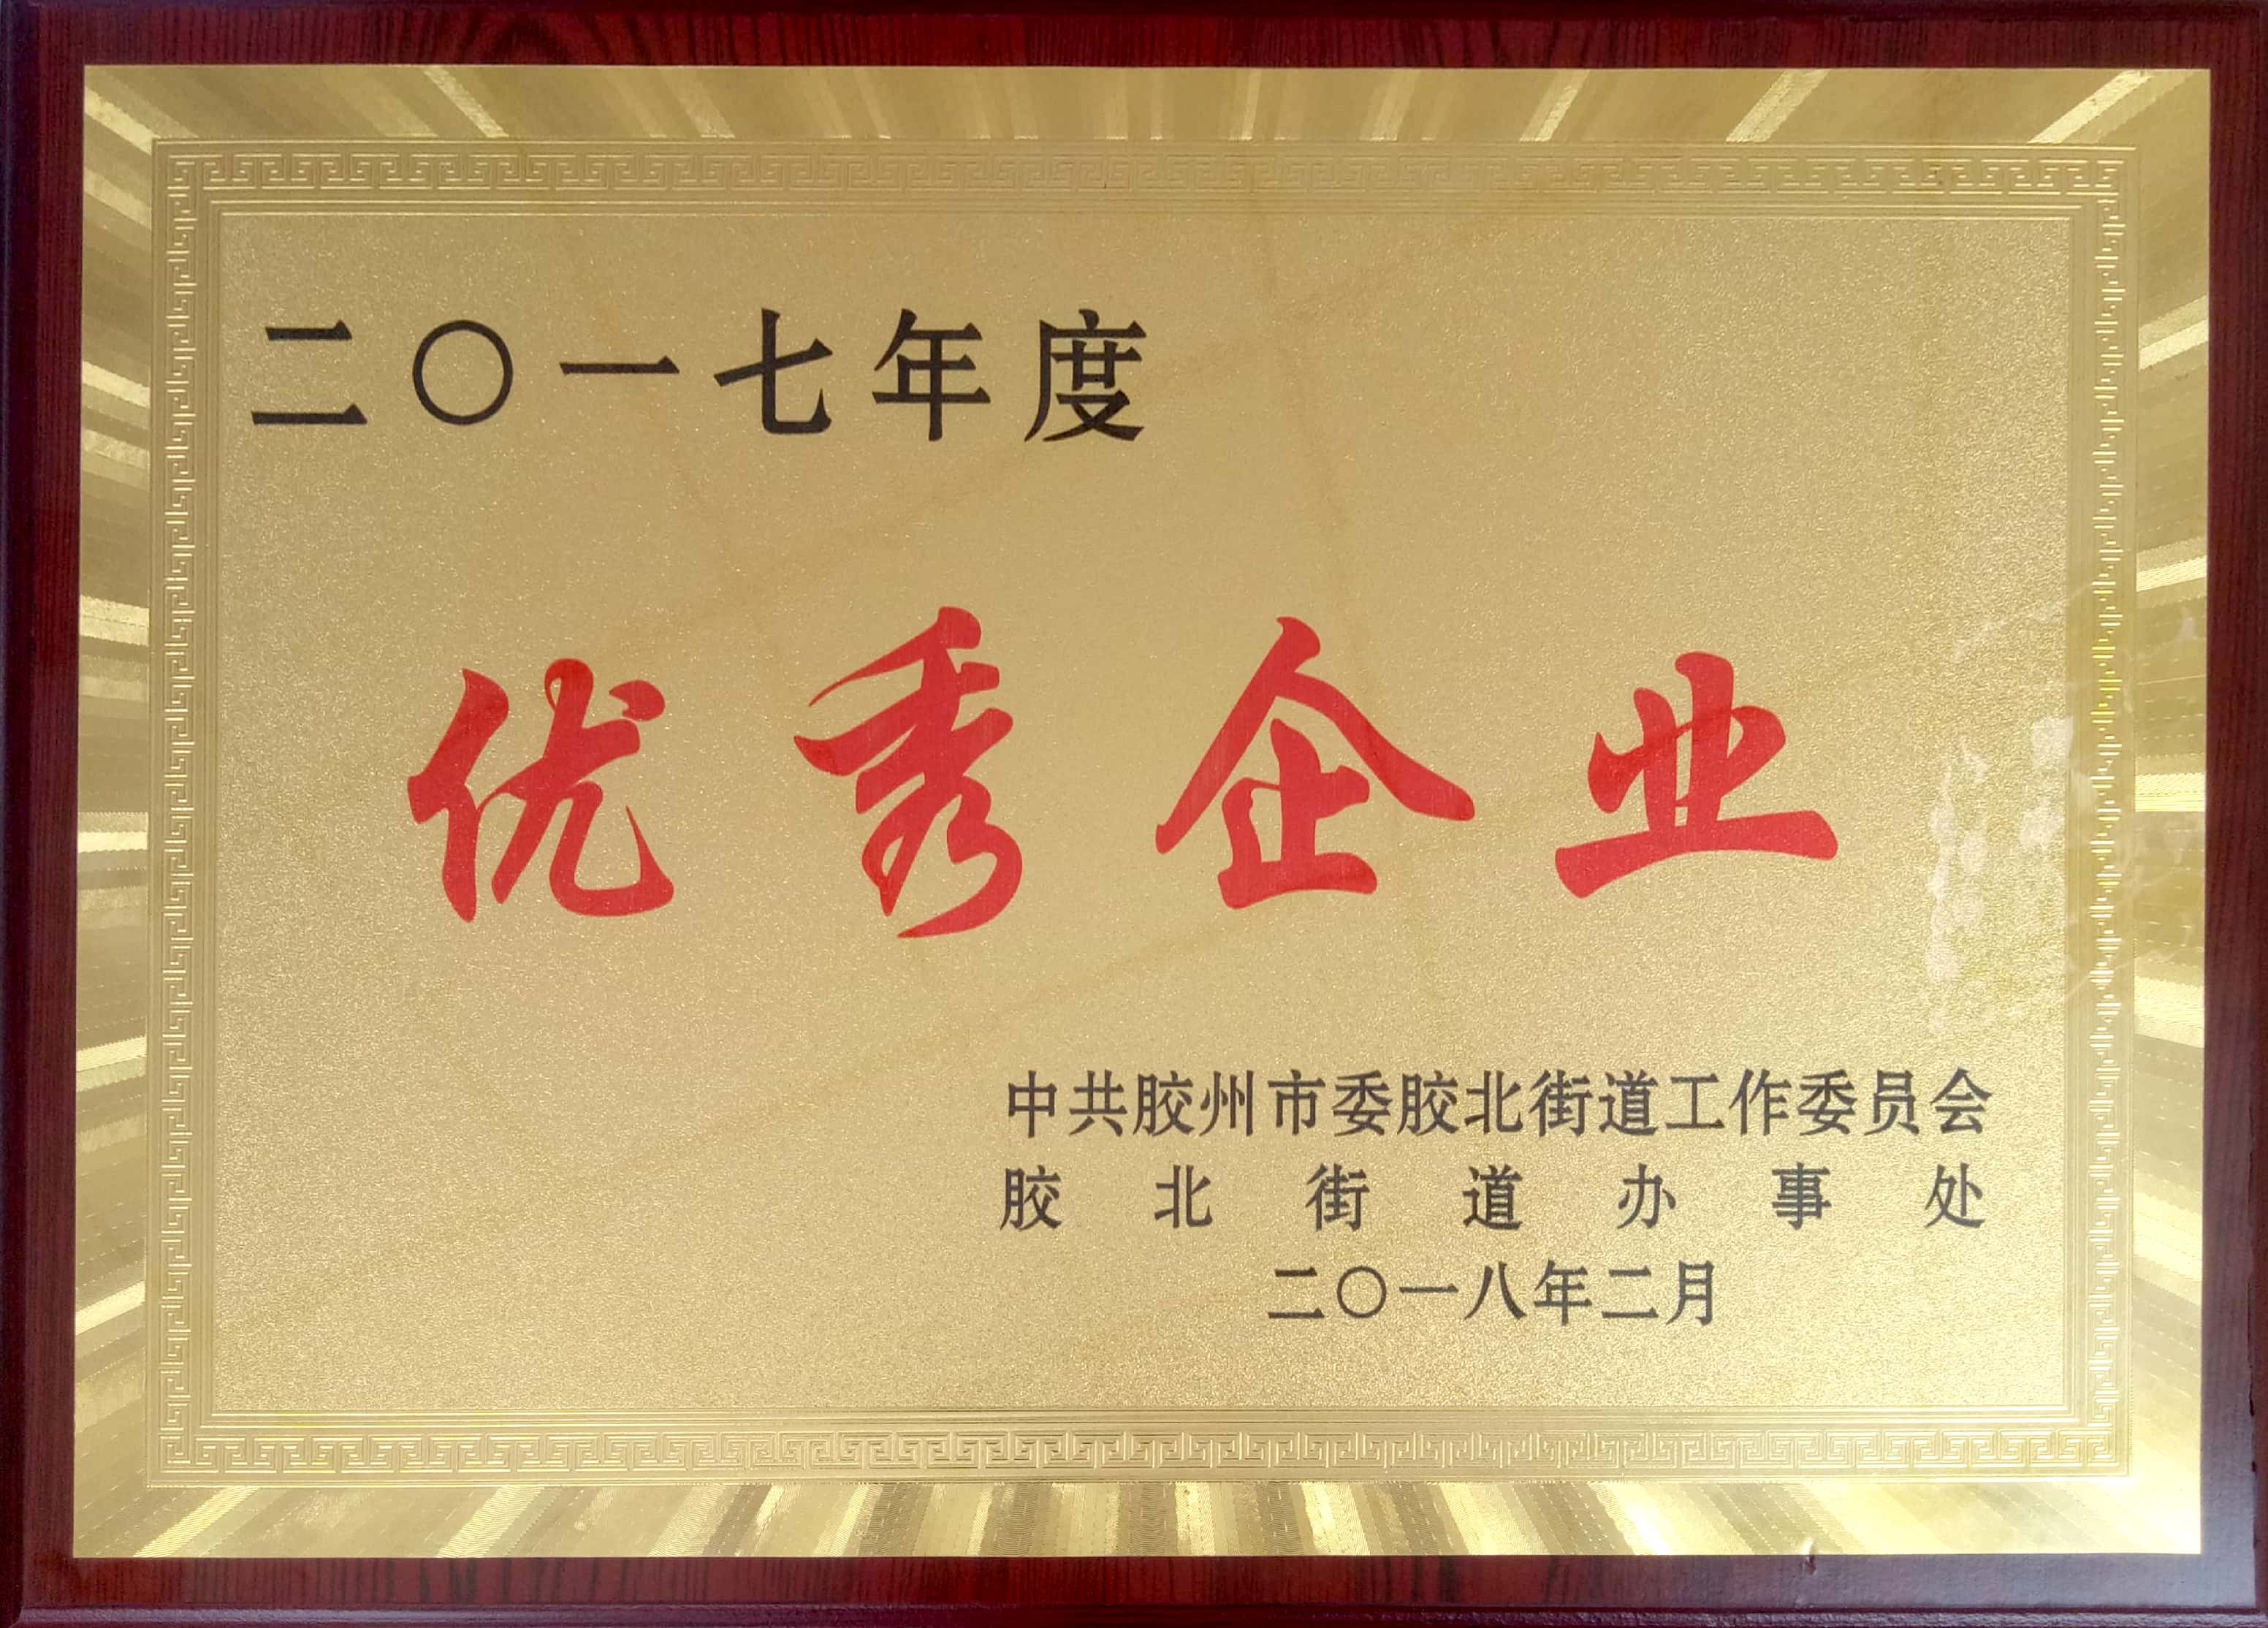 二〇一七年度
优秀企业
中共胶州市委胶北街道工作委员会
胶北街道办事处
二〇一八年二月